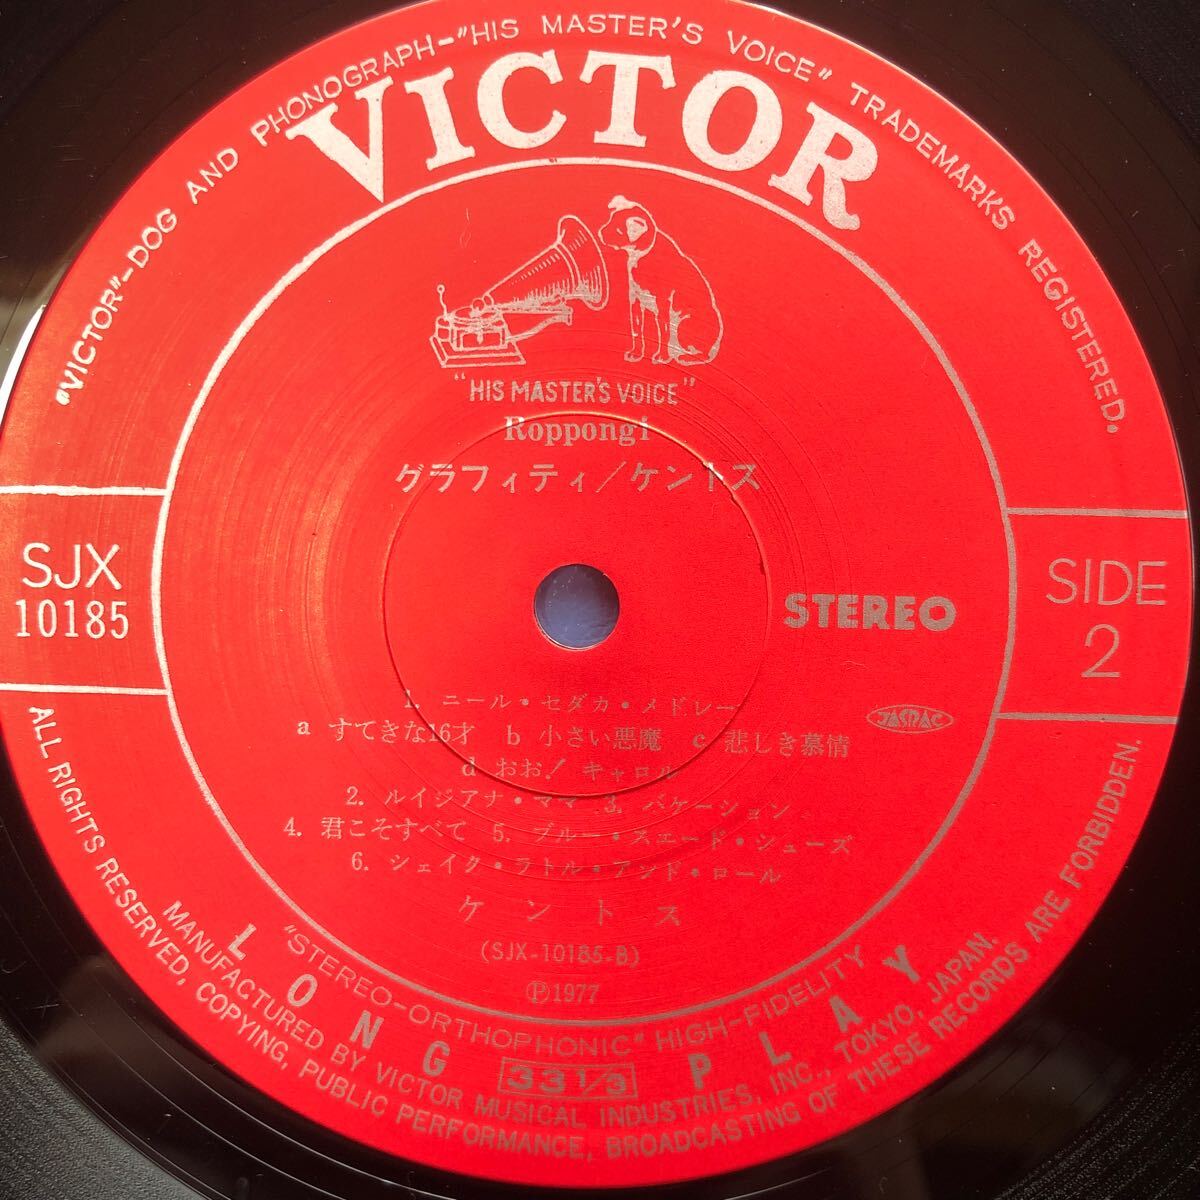 "VICTOR"-DOG AND PHONOGRAPH-"HIS MASTER'S VOICE" TRADEMARKS REGISTERED.
VICTOR
"HIS MASTER'S VOICE"
Roppongi
グラフィティ/ケントス
SJX
10185
STEREO
SIDE
2
1. ニール・セダカ・メドレー
JASRAC
a すてきな16才 b 小さい悪魔 c 悲しき慕情
d おお! キャロル
2. ルイジアナ・ママ 3. バケーション
4. 君こそすべて 5. ブルー・スエード・シューズ
6. シェイク・ラトル・アンド・ロール
ケントス
(SJX-10185-B)
Ⓟ1977
"STEREO-ORTHOPHONIC" HIGH-FIDELITY
LONG 33 1/3 PLAY
MANUFACTURED BY VICTOR MUSICAL INDUSTRIES, INC., TOKYO, JAPAN.
ALL RIGHTS RESERVED, COPYING, PUBLIC PERFORMANCE, BROADCASTING OF THESE RECORDS ARE FORBIDDEN.